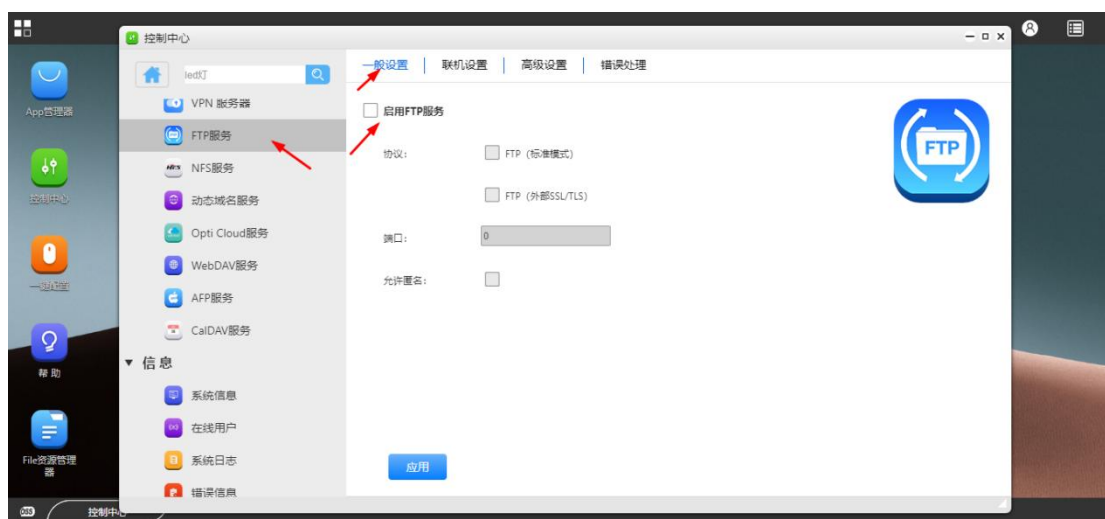 控制中心
App管理器
控制中心
一键配置
帮 助
File资源管理
器
led灯
VPN 服务器
FTP服务
NFS服务
动态域名服务
Opti Cloud服务
WebDAV服务
AFP服务
CalDAV服务
信息
系统信息
在线用户
系统日志
错误信息
一般设置
联机设置
高级设置
错误处理
启用FTP服务
协议：
FTP（标准模式）
FTP（外部SSL/TLS）
端口：
0
允许匿名：
FTP
应用
控制中心